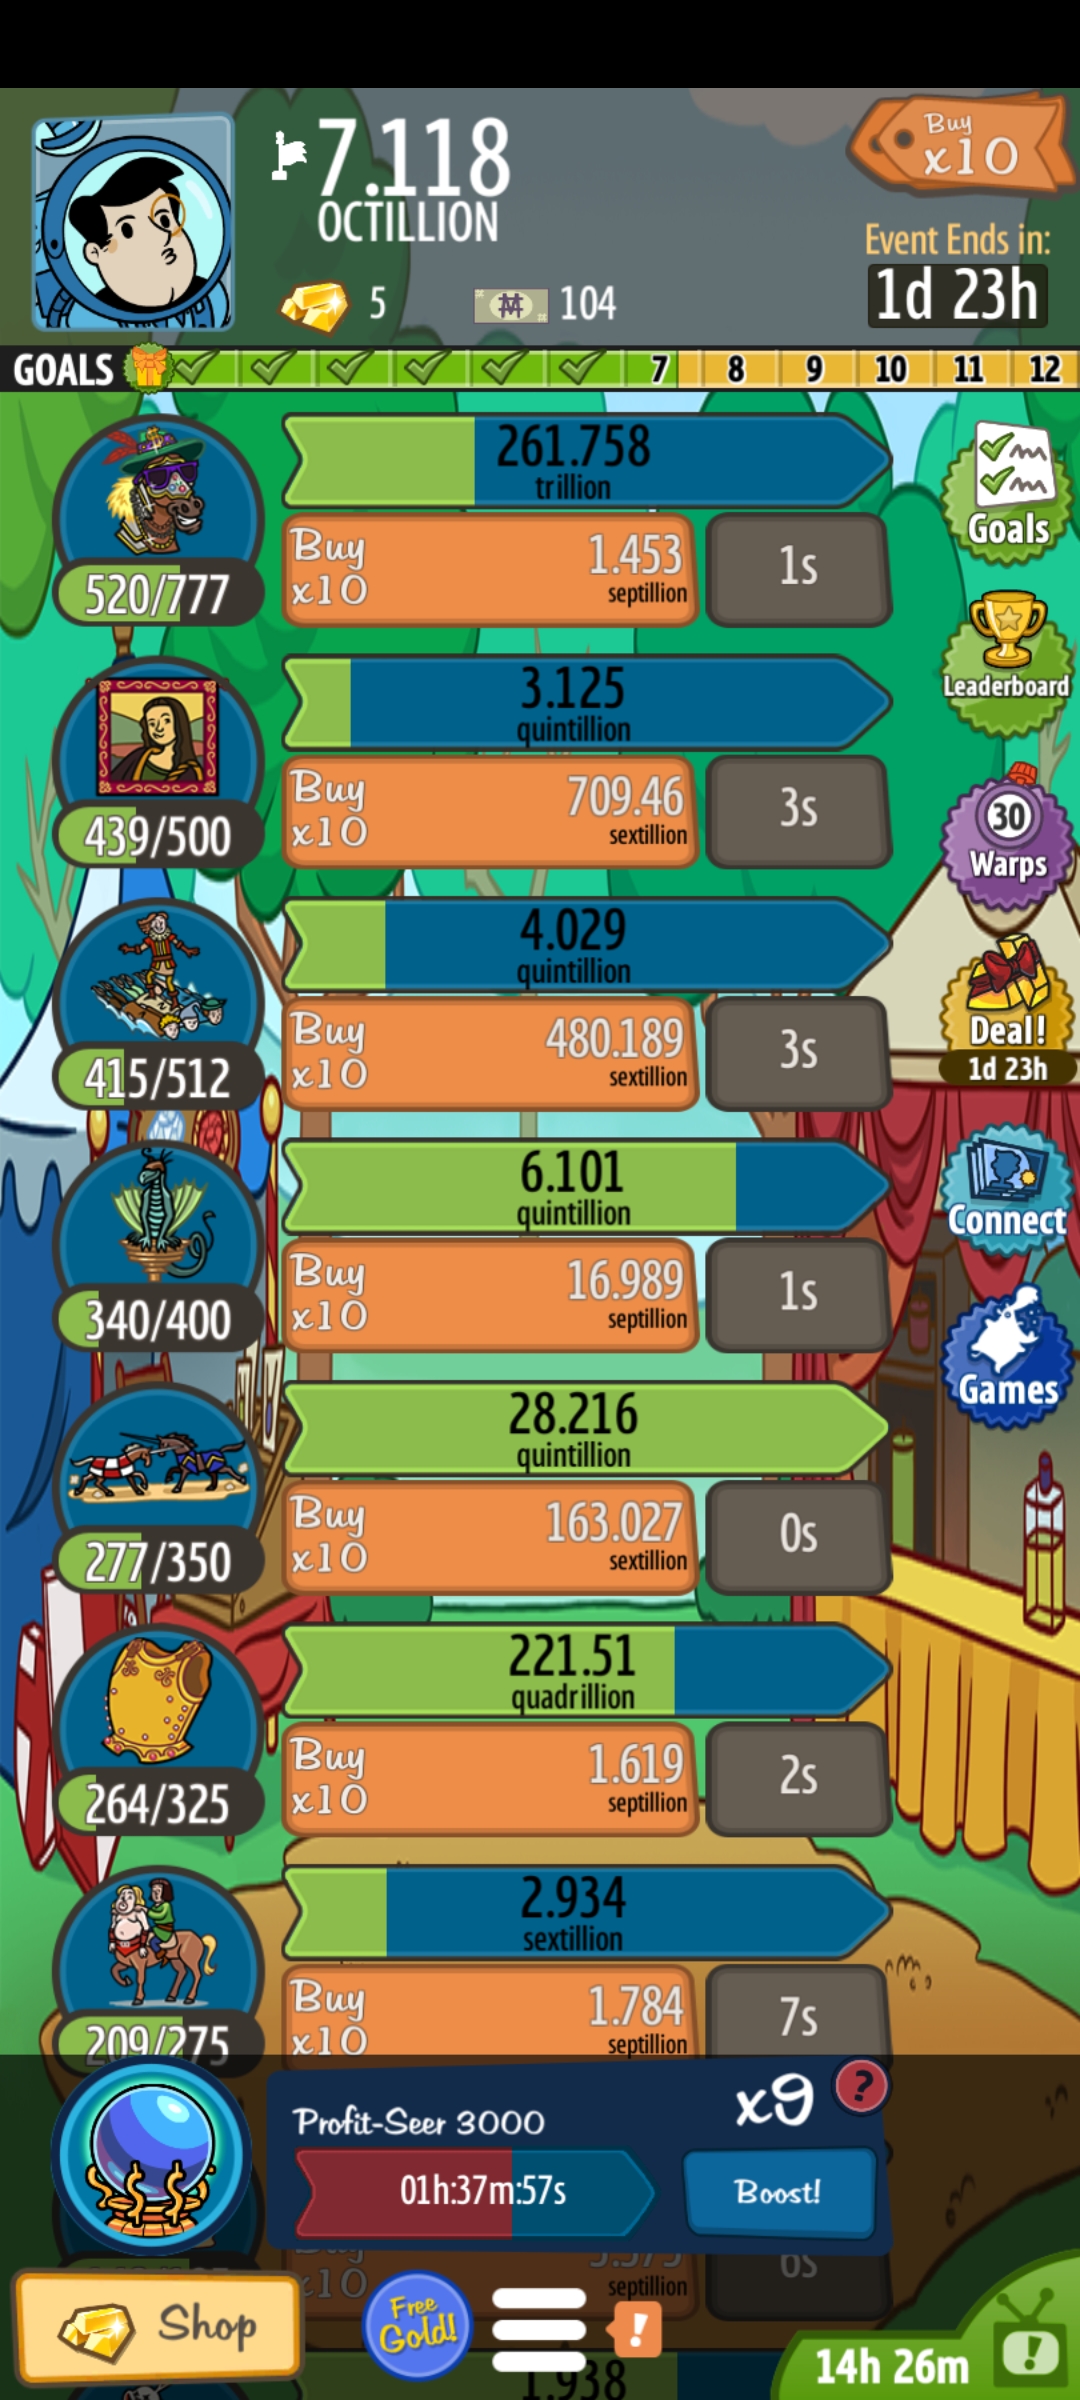 7.118
OCTILLION
Buy
x10
Event Ends in:
1d 23h
5
104
GOALS
7 8 9 10 11 12
261.758
trillion
520/777
Buy
x10
1.453
septillion
1s
Goals
3.125
quintillion
439/500
Buy
x10
709.46
sextillion
3s
Leaderboard
30
Warps
4.029
quintillion
415/512
Buy
x10
480.189
sextillion
3s
Deal!
1d 23h
6.101
quintillion
340/400
Buy
x10
16.989
septillion
1s
Connect
Games
28.216
quintillion
277/350
Buy
x10
163.027
sextillion
0s
221.51
quadrillion
264/325
Buy
x10
1.619
septillion
2s
2.934
sextillion
209/275
Buy
x10
1.784
septillion
7s
Profit-Seer 3000
x9
?
01h:37m:57s
Boost!
x10
septillion
6s
Shop
Free
Gold!
!
1.938
14h 26m
!